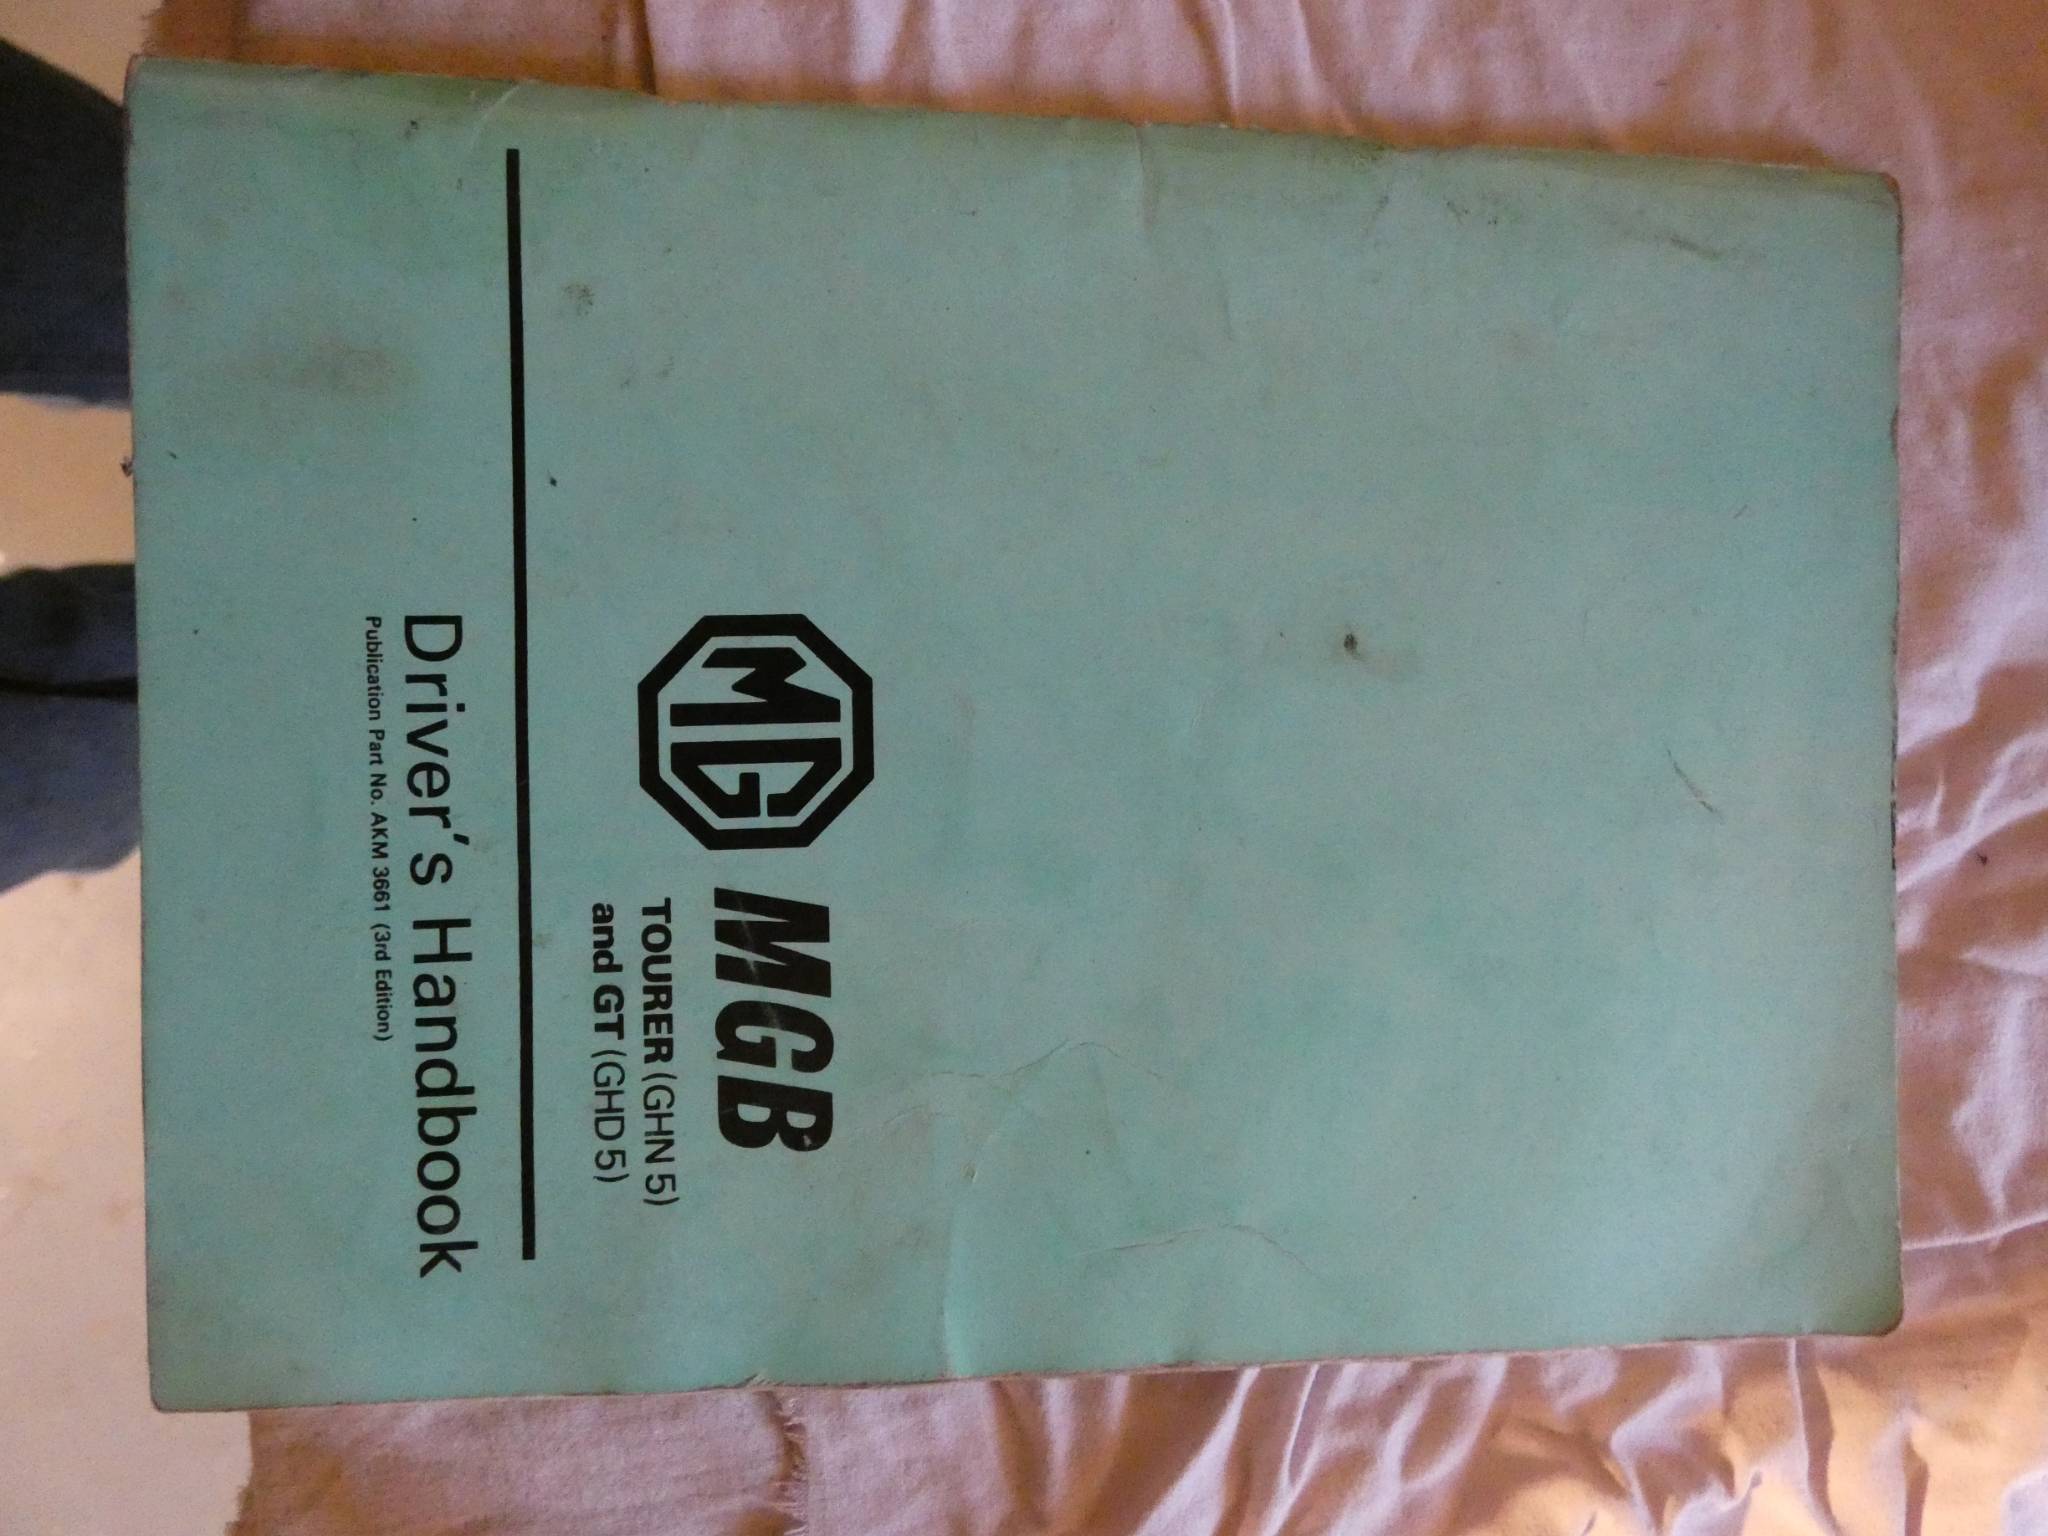 MG MGB
TOURER (GHN 5)
and GT (GHD 5)
Driver's Handbook
Publication Part No. AKM 3661 (3rd Edition)